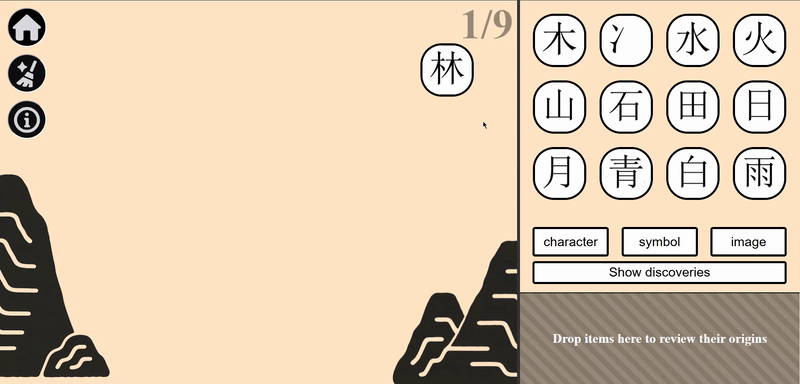 1/9
林
木 冫 水 火
山 石 田 日
月 青 白 雨
character symbol image
Show discoveries
Drop items here to review their origins